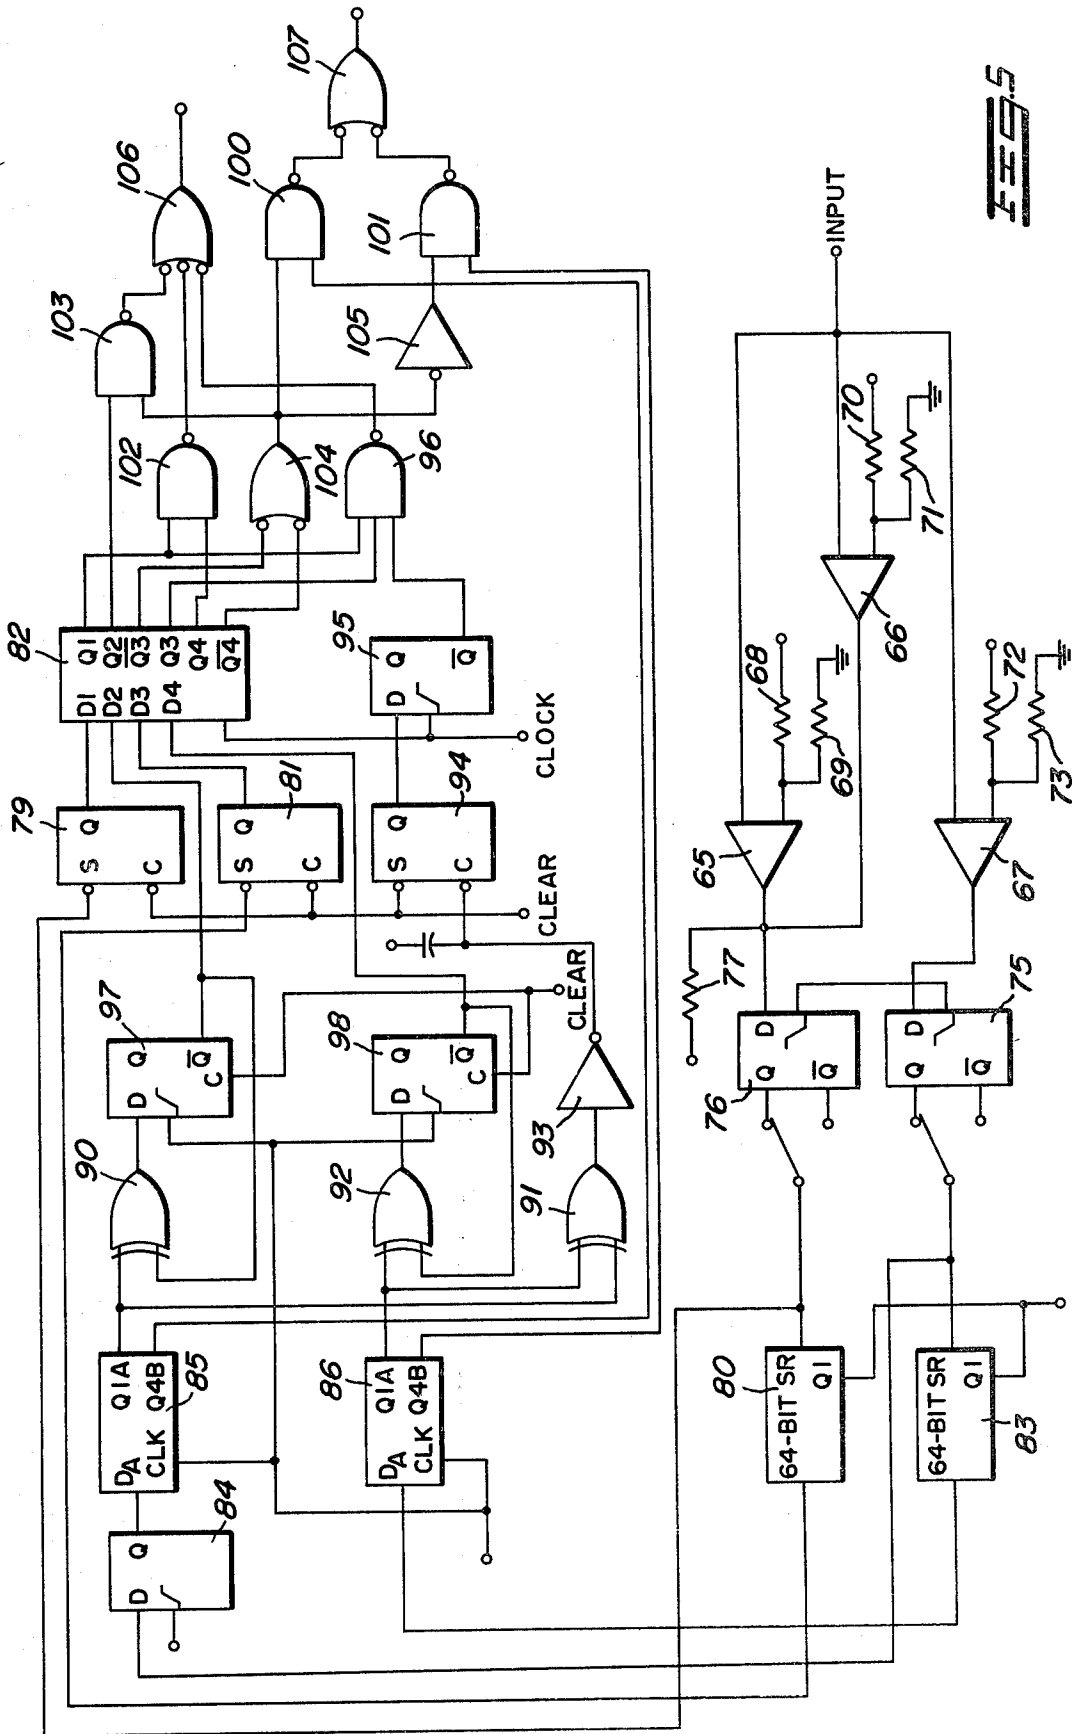 107
106
100
101
103
105
102
104
96
82
D1 Q1
D2 Q2
D3 Q3
D4 Q3
Q4
Q4
95
D Q
Q
CLOCK
79
S Q
C
81
S Q
C
94
S Q
C
CLEAR
97
D Q
Q
C
98
D Q
Q
C
CLEAR
93
90
92
91
Q1A
DA Q4B
CLK
85
86
Q1A
DA Q4B
CLK
D Q
84
INPUT
70
71
66
68
69
72
73
65
67
77
76
D
Q
Q
75
D
Q
Q
80
64-BIT SR
Q1
64-BIT SR
Q1
83
FIG.5